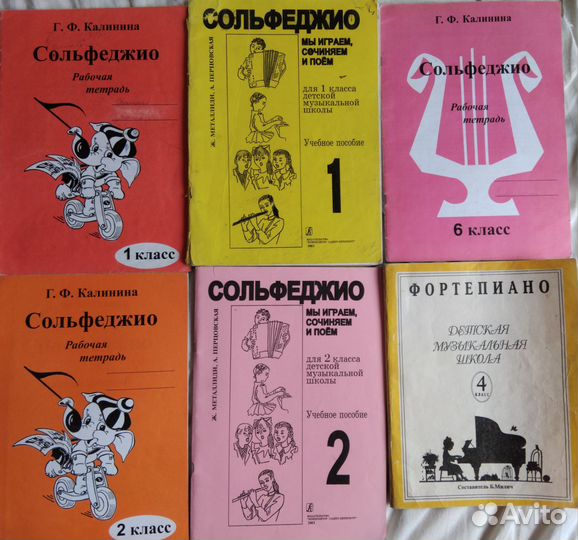 Г. Ф. Калинина
Сольфеджио
Рабочая
тетрадь
1 класс
СОЛЬФЕДЖИО
МЫ ИГРАЕМ,
СОЧИНЯЕМ
И ПОЁМ
Ж. МЕТАЛЛИДИ, А. ПЕРЦОВСКАЯ
для 1 класса
детской
музыкальной
школы
Учебное пособие
1
Г. Ф. Калинина
Сольфеджио
Рабочая
тетрадь
6 класс
Г. Ф. Калинина
Сольфеджио
Рабочая
тетрадь
2 класс
СОЛЬФЕДЖИО
МЫ ИГРАЕМ,
СОЧИНЯЕМ
И ПОЁМ
Ж. МЕТАЛЛИДИ, А. ПЕРЦОВСКАЯ
для 2 класса
детской
музыкальной
школы
Учебное пособие
2
ФОРТЕПИАНО
ДЕТСКАЯ
МУЗЫКАЛЬНАЯ
ШКОЛА
4
КЛАСС
Составитель Б.Милич
Avito